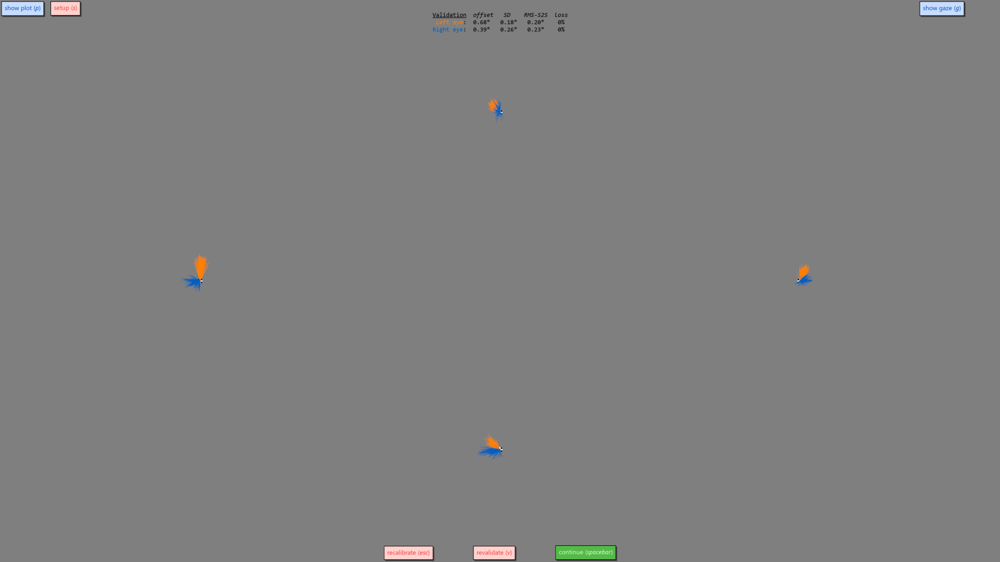 show plot (p)
setup (s)
show gaze (g)
Validation offset SD RMS-S2S loss
Left eye: 0.68° 0.18° 0.20° 0%
Right eye: 0.39° 0.26° 0.23° 0%
recalibrate (esc)
revalidate (v)
continue (spacebar)